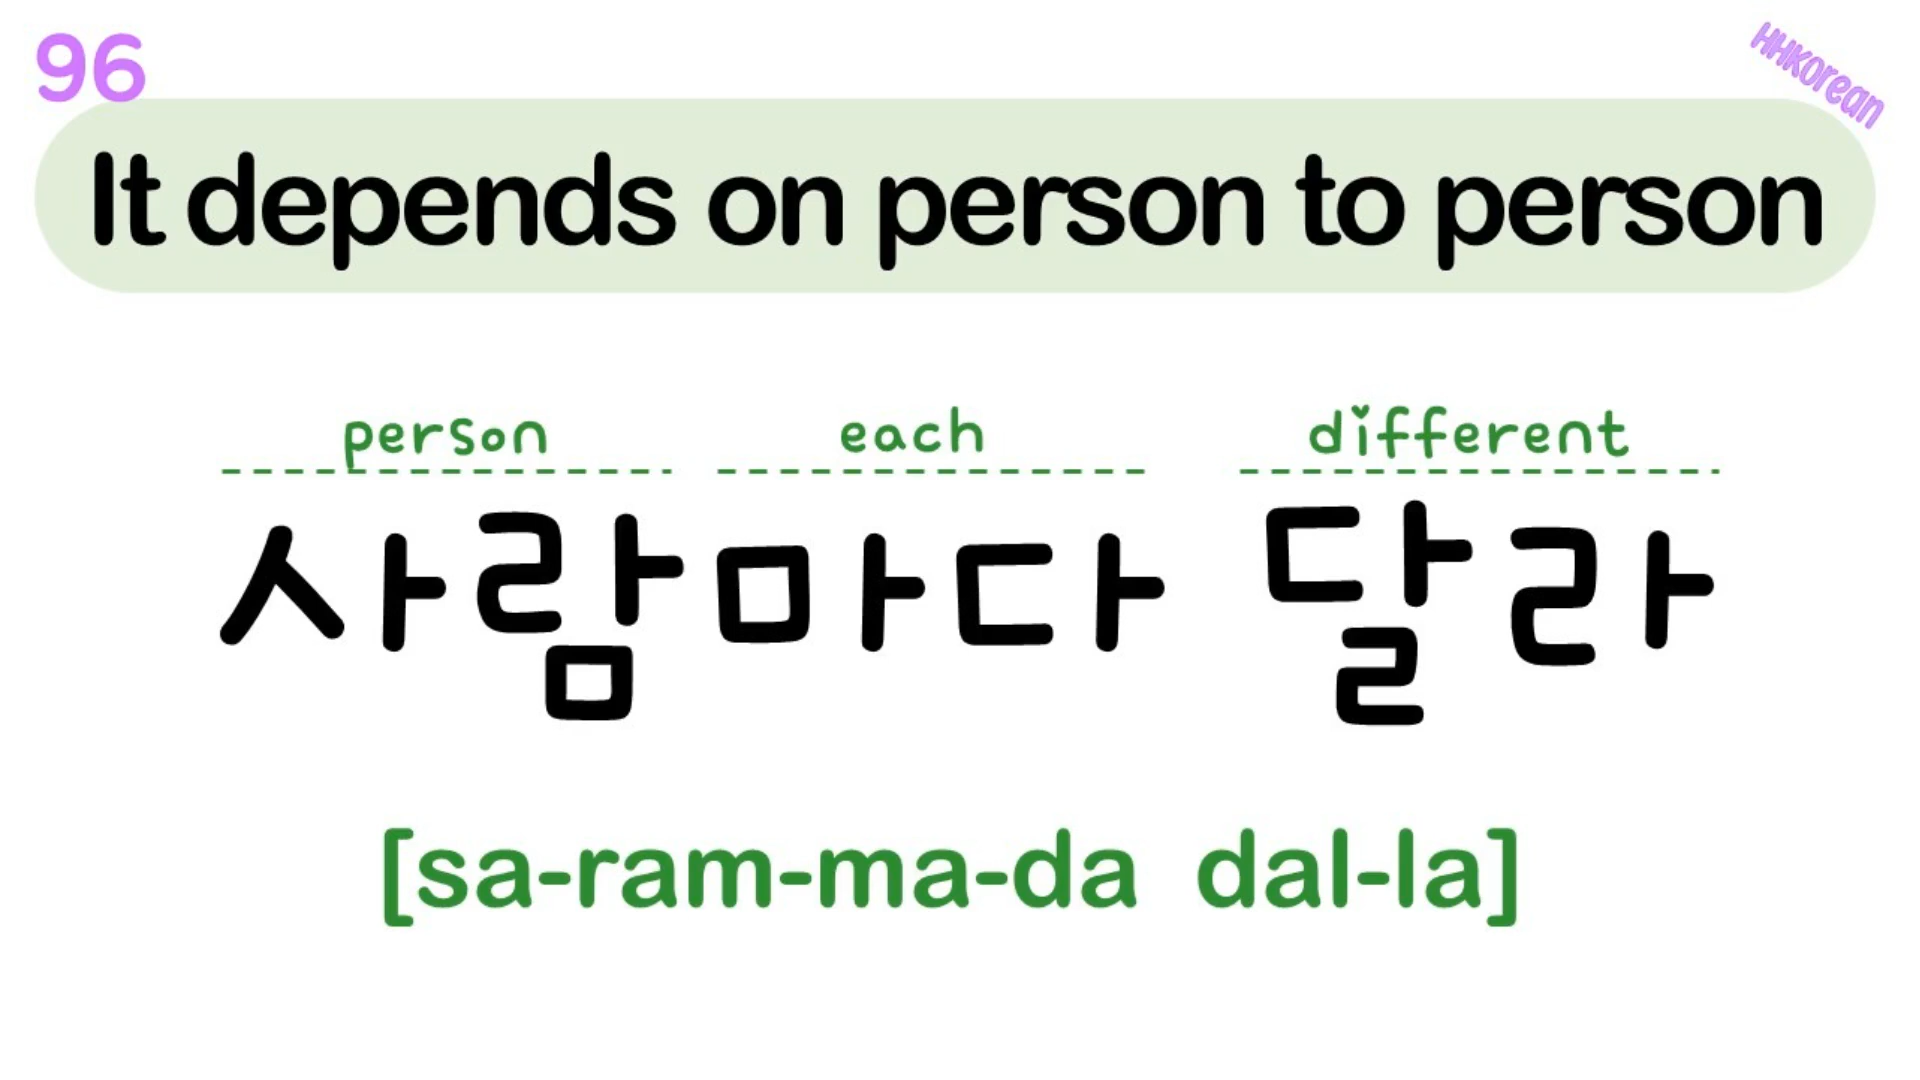 96
HHKorean
It depends on person to person
person each different
사람마다 달라
[sa-ram-ma-da dal-la]